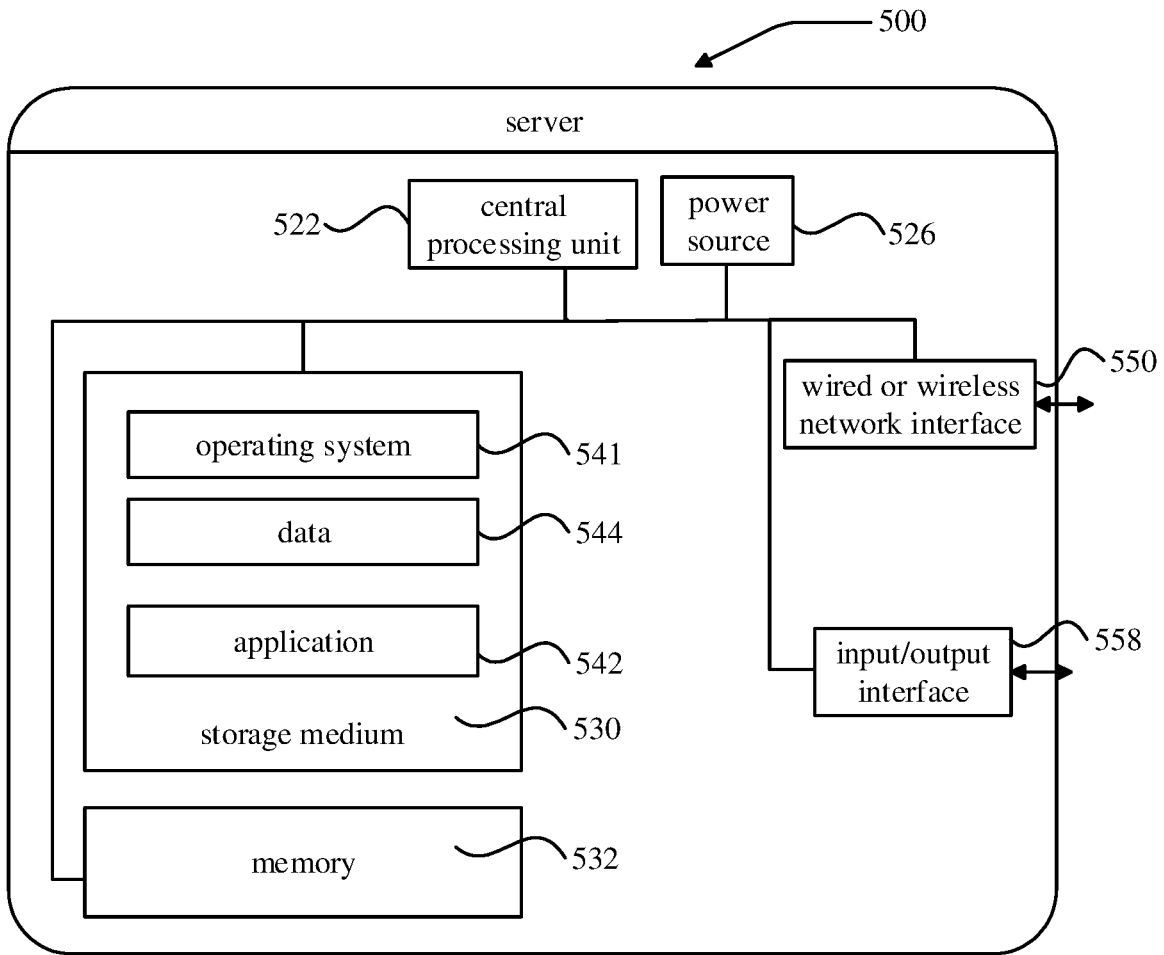 500
server
central
processing unit
522
power
source
526
550
wired or wireless
network interface
operating system
541
data
544
application
542
558
input/output
interface
storage medium
530
memory
532